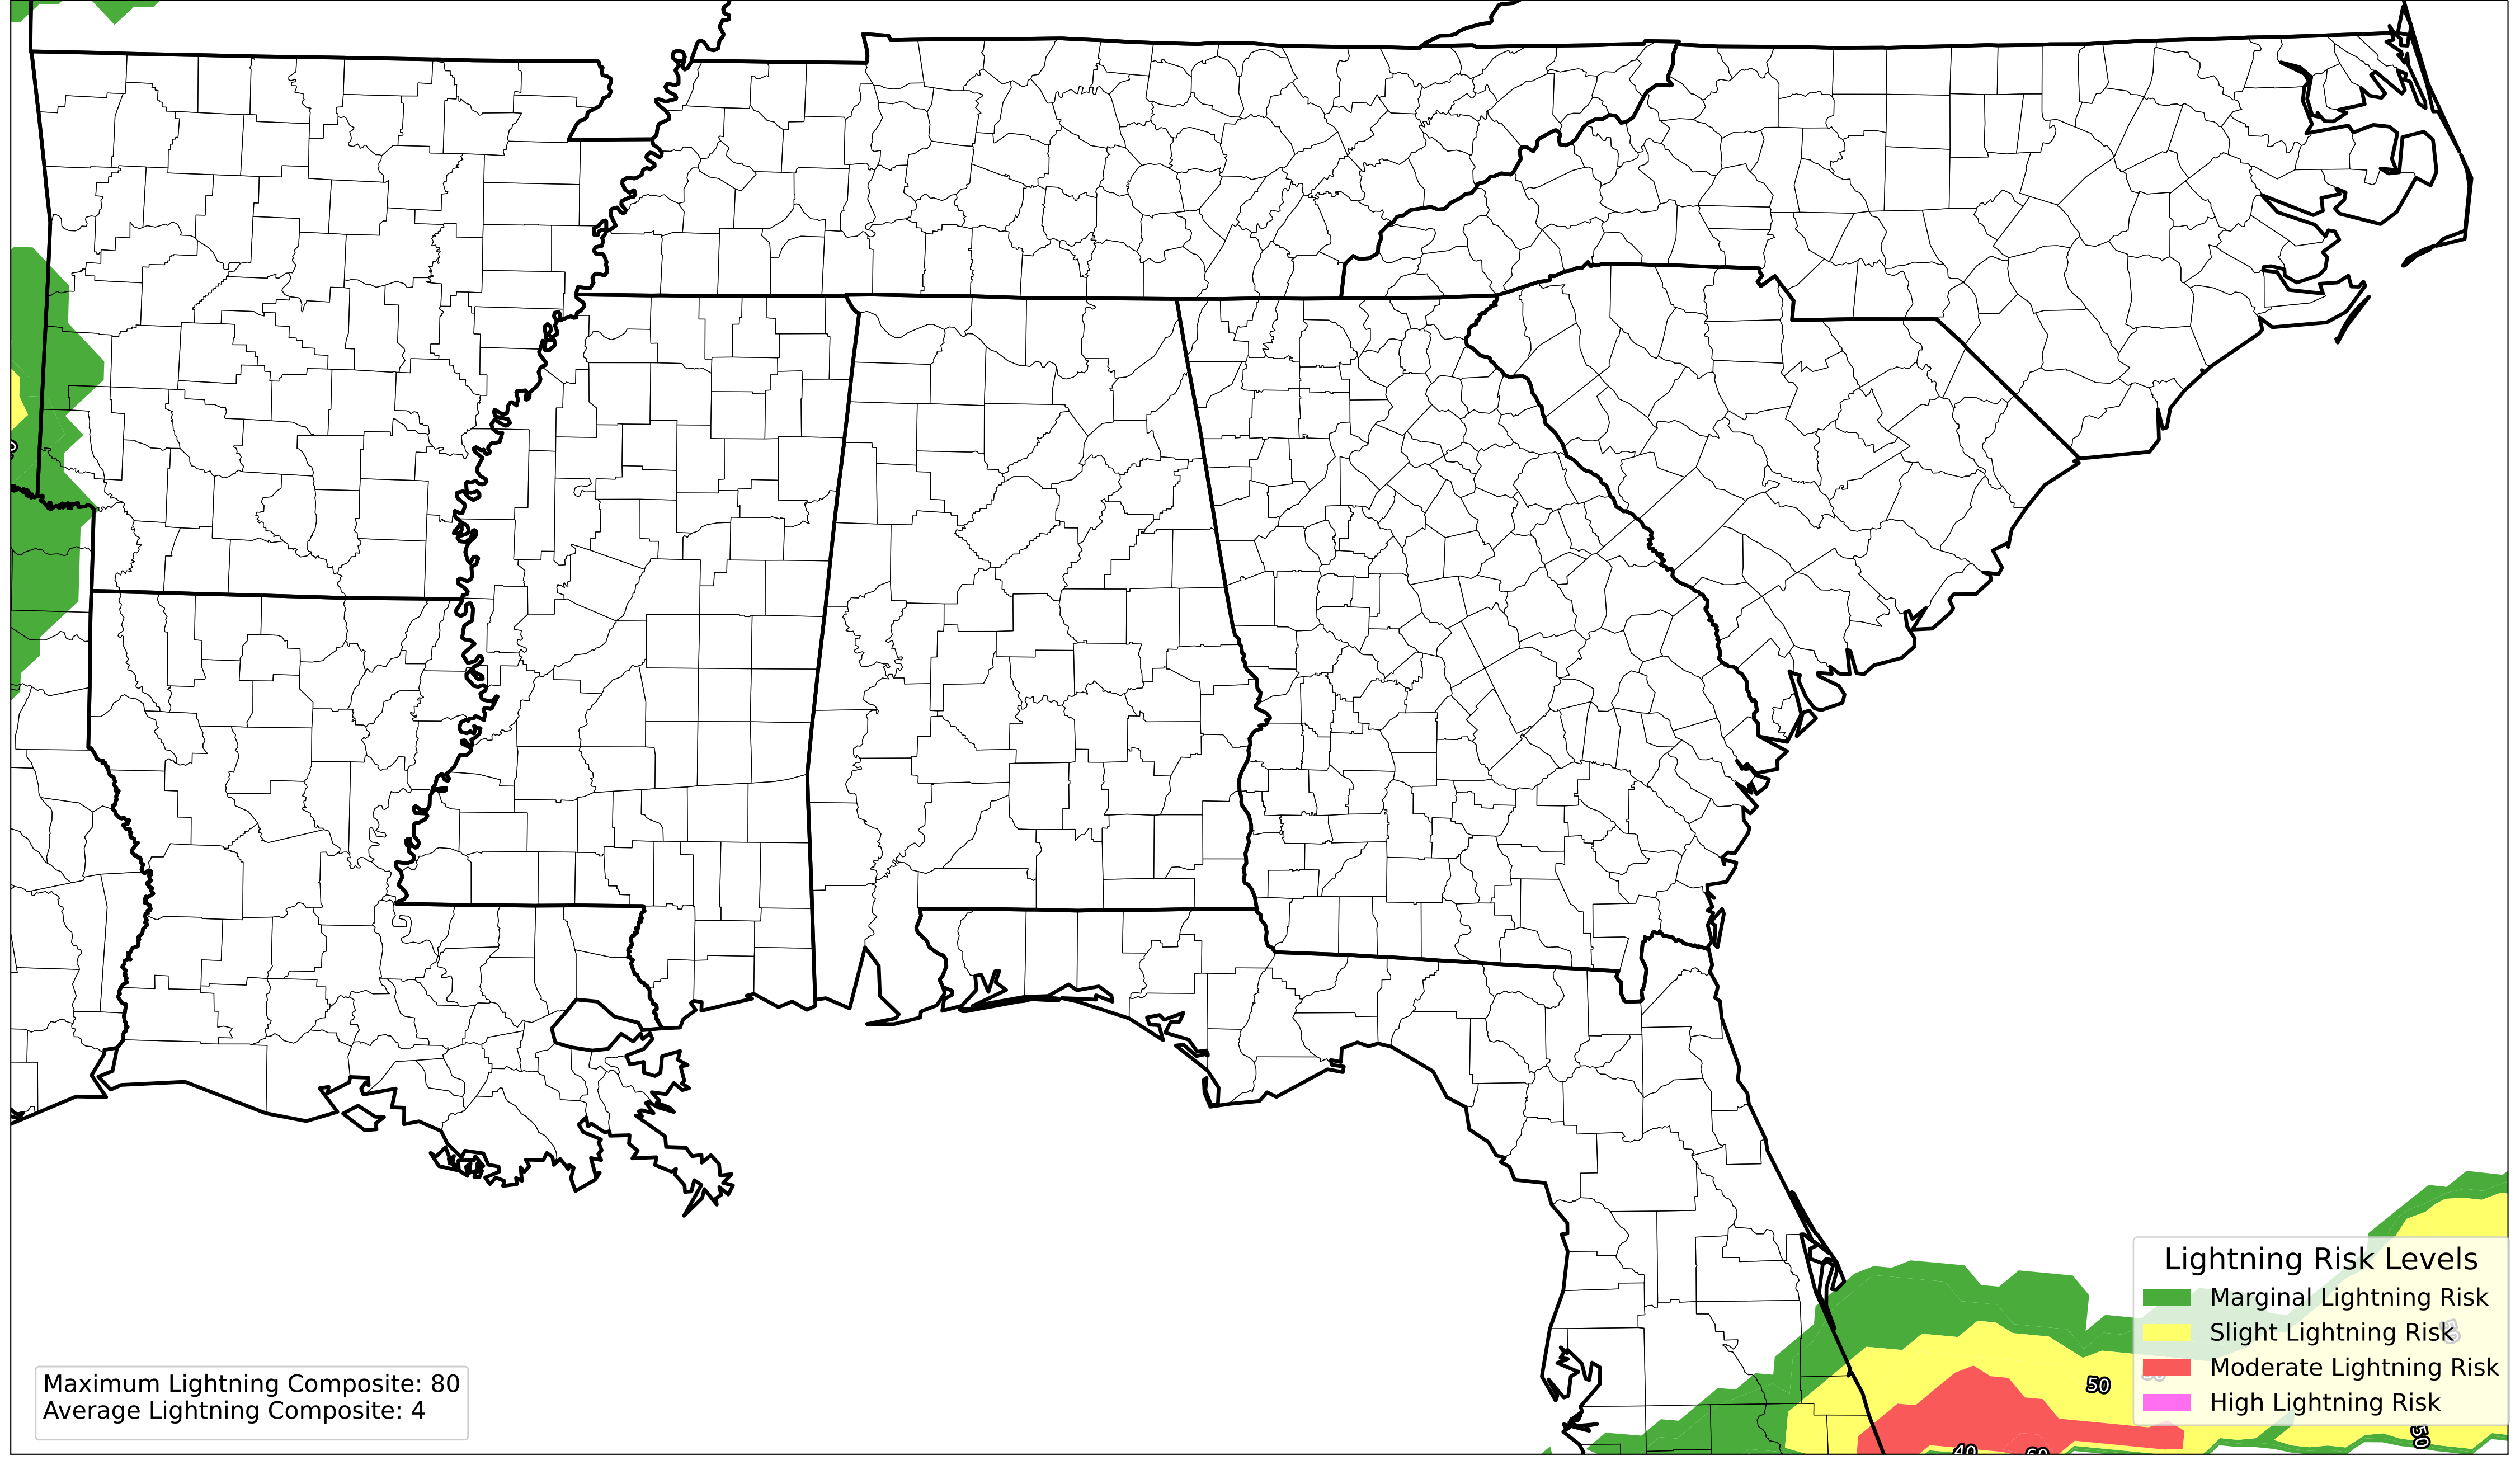 Lightning Risk Levels
Marginal Lightning Risk
Slight Lightning Risk
Moderate Lightning Risk
High Lightning Risk
Maximum Lightning Composite: 80
Average Lightning Composite: 4
50
50
40
60